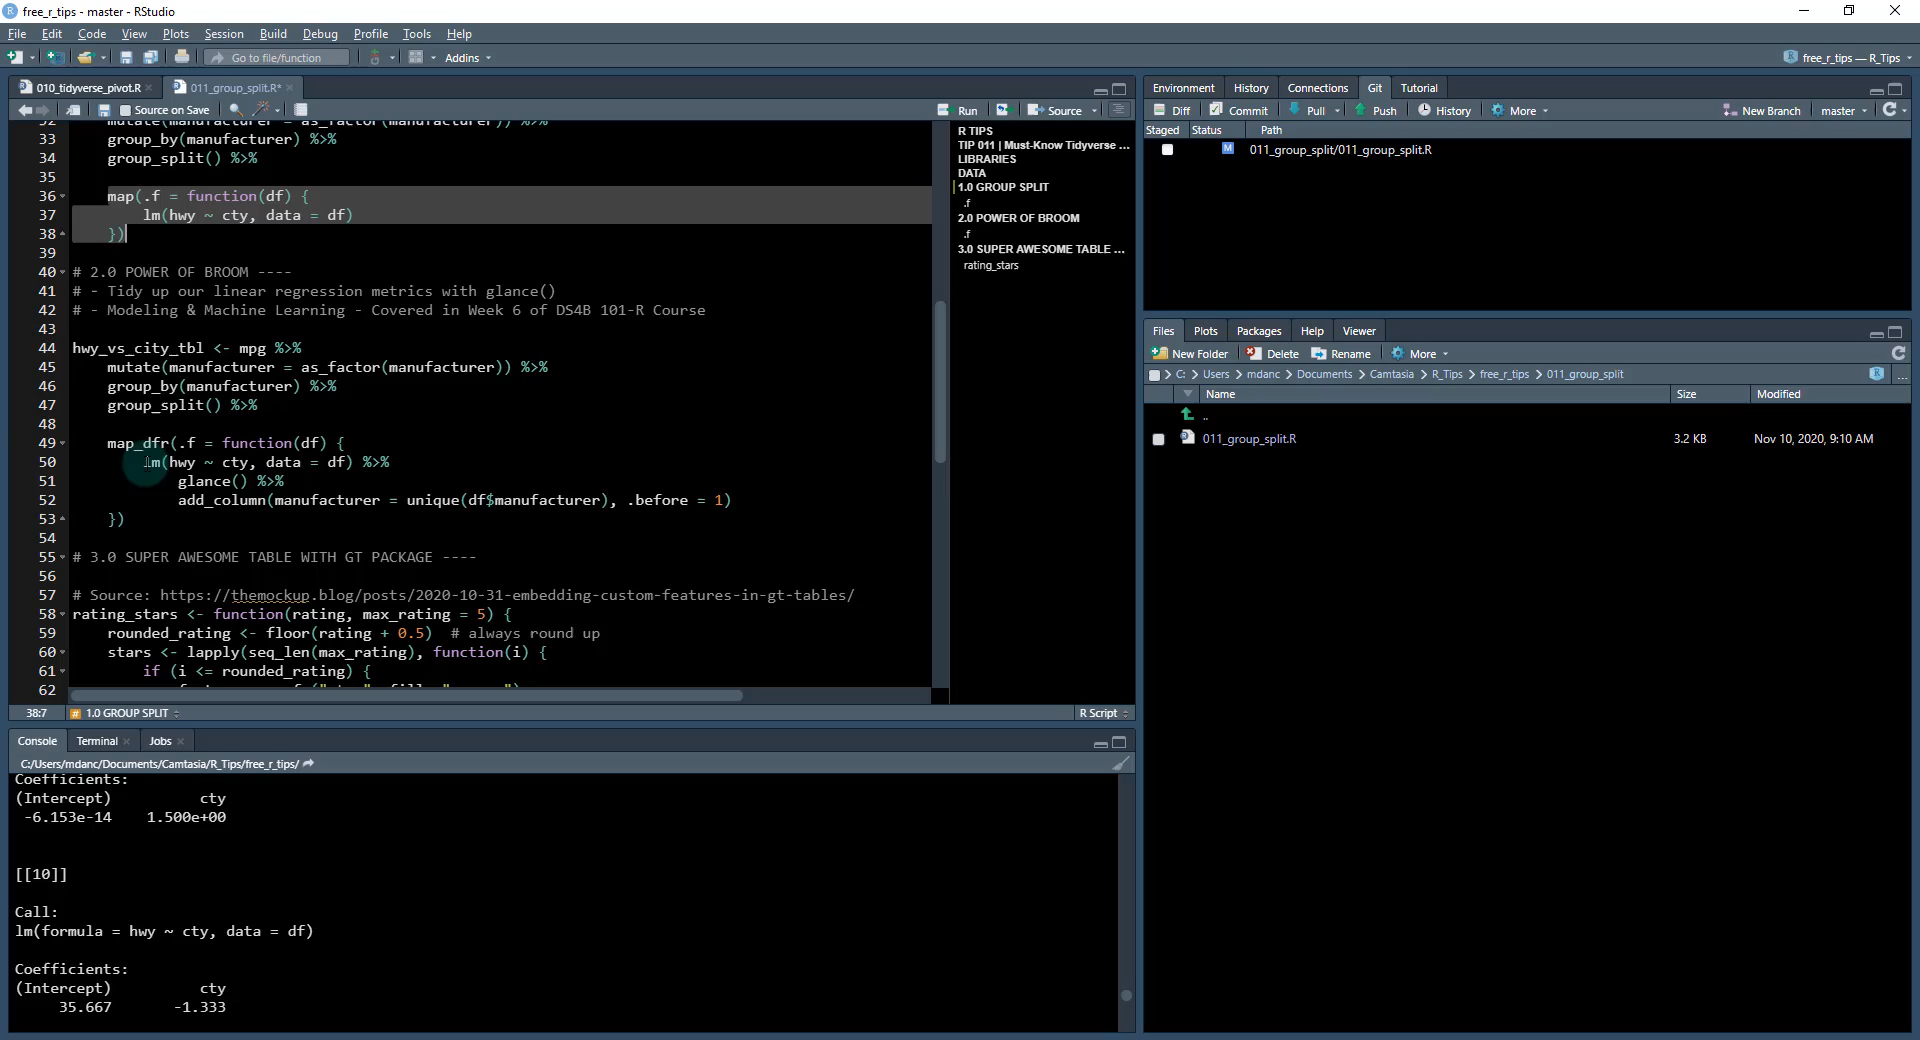 free_r_tips - master - RStudio
File Edit Code View Plots Session Build Debug Profile Tools Help
Go to file/function Addins free_r_tips — R_Tips
010_tidyverse_pivot.R 011_group_split.R*
Source on Save Run Source
32 mutate(manufacturer = as_factor(manufacturer)) %>%
33 group_by(manufacturer) %>%
34 group_split() %>%
35
36 map(.f = function(df) {
37 lm(hwy ~ cty, data = df)
38 })
39
40 # 2.0 POWER OF BROOM ----
41 # - Tidy up our linear regression metrics with glance()
42 # - Modeling & Machine Learning - Covered in Week 6 of DS4B 101-R Course
43
44 hwy_vs_city_tbl <- mpg %>%
45 mutate(manufacturer = as_factor(manufacturer)) %>%
46 group_by(manufacturer) %>%
47 group_split() %>%
48
49 map_dfr(.f = function(df) {
50 lm(hwy ~ cty, data = df) %>%
51 glance() %>%
52 add_column(manufacturer = unique(df$manufacturer), .before = 1)
53 })
54
55 # 3.0 SUPER AWESOME TABLE WITH GT PACKAGE ----
56
57 # Source: https://themockup.blog/posts/2020-10-31-embedding-custom-features-in-gt-tables/
58 rating_stars <- function(rating, max_rating = 5) {
59 rounded_rating <- floor(rating + 0.5) # always round up
60 stars <- lapply(seq_len(max_rating), function(i) {
61 if (i <= rounded_rating) {
62
38:7 # 1.0 GROUP SPLIT R Script
R TIPS
TIP 011 | Must-Know Tidyverse ...
LIBRARIES
DATA
1.0 GROUP SPLIT
.f
2.0 POWER OF BROOM
.f
3.0 SUPER AWESOME TABLE ...
rating_stars
Console Terminal Jobs
C:/Users/mdanc/Documents/Camtasia/R_Tips/free_r_tips/
Coefficients:
(Intercept) cty
-6.153e-14 1.500e+00
[[10]]
Call:
lm(formula = hwy ~ cty, data = df)
Coefficients:
(Intercept) cty
35.667 -1.333
Environment History Connections Git Tutorial
Diff Commit Pull Push History More New Branch master
Staged Status Path
M 011_group_split/011_group_split.R
Files Plots Packages Help Viewer
New Folder Delete Rename More
C: > Users > mdanc > Documents > Camtasia > R_Tips > free_r_tips > 011_group_split ...
Name Size Modified
..
011_group_split.R 3.2 KB Nov 10, 2020, 9:10 AM